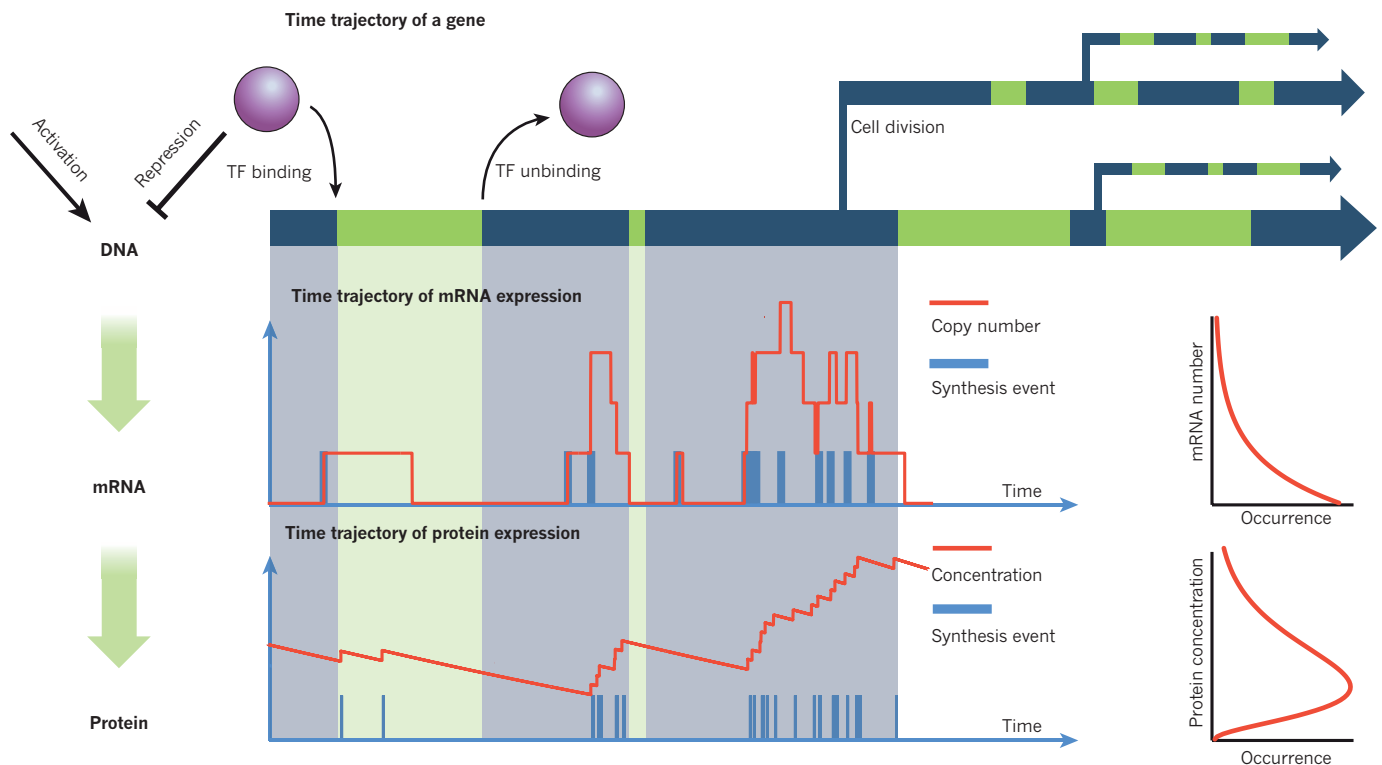 Time trajectory of a gene
Activation
Repression
TF binding
TF unbinding
Cell division
DNA
Time trajectory of mRNA expression
Copy number
Synthesis event
mRNA number
mRNA
Time
Occurrence
Time trajectory of protein expression
Concentration
Synthesis event
Protein concentration
Protein
Time
Occurrence